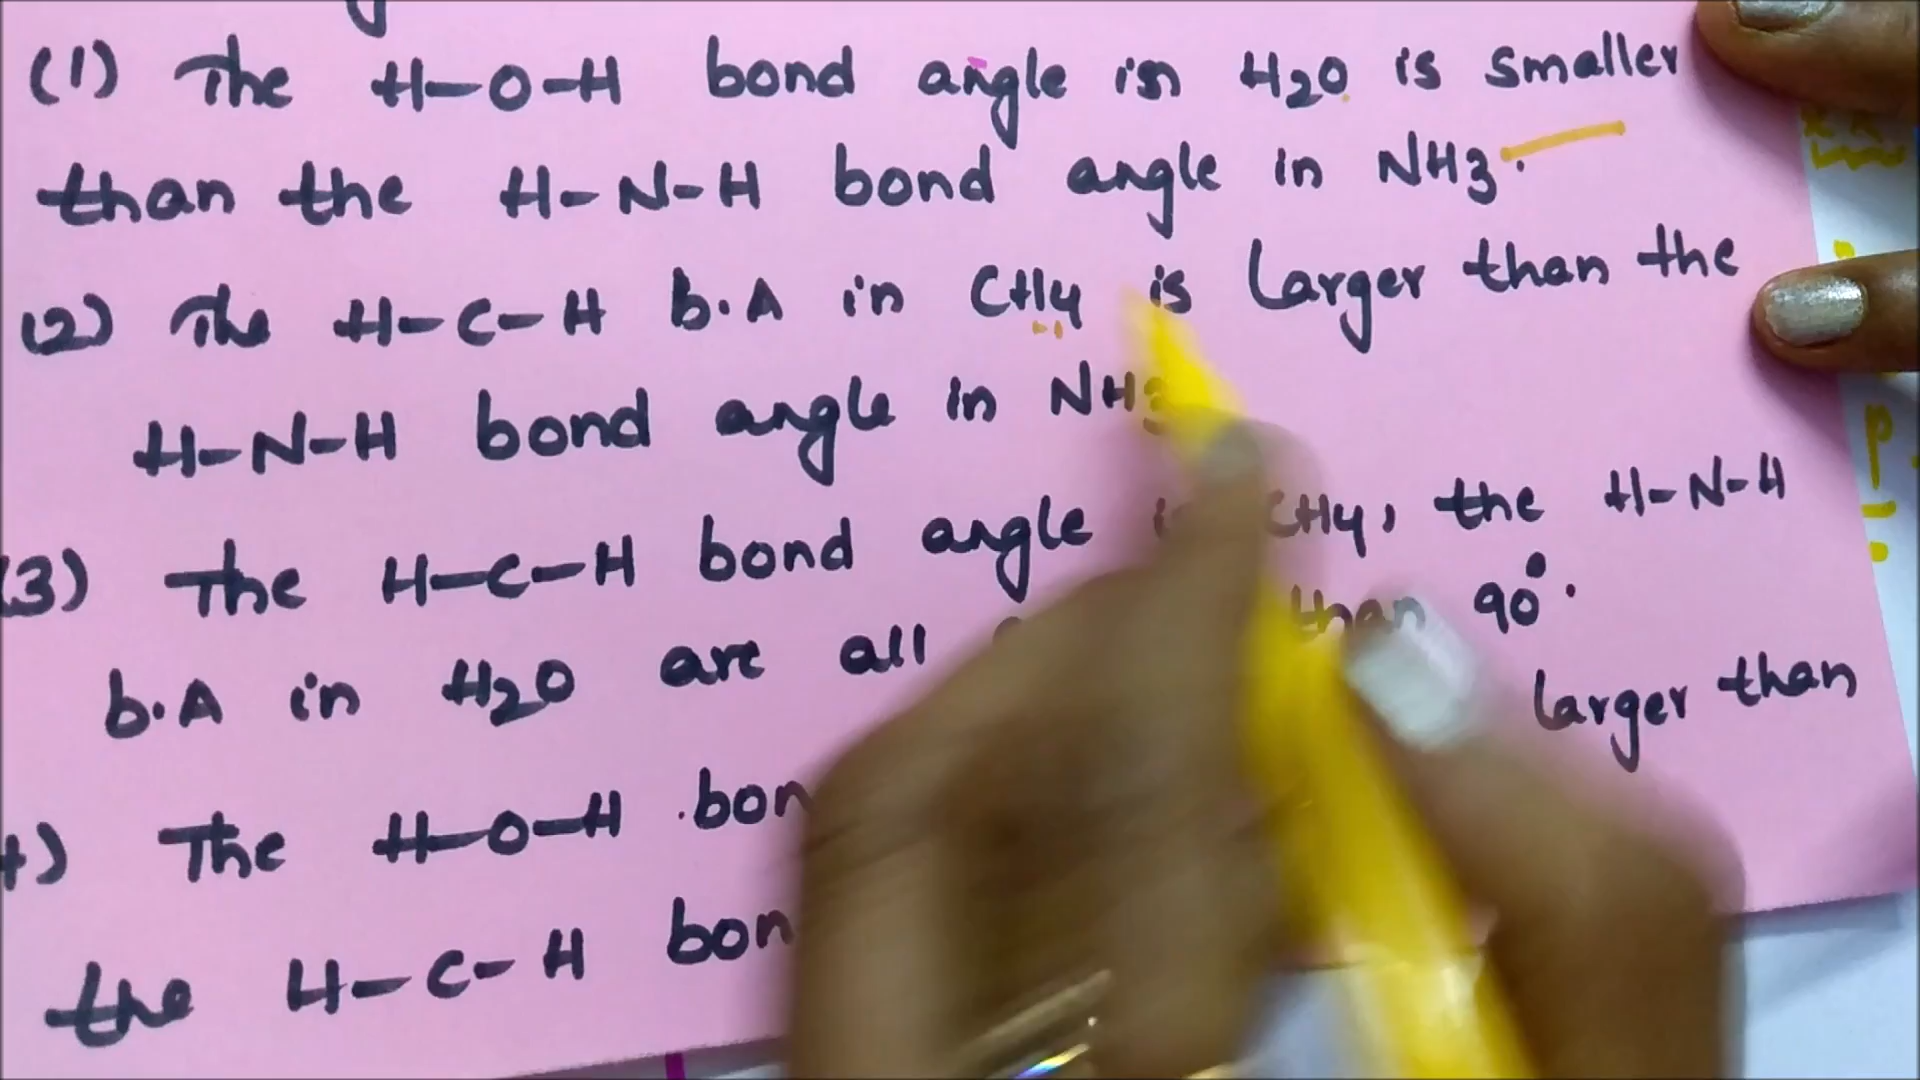 (1) The H-O-H bond angle in H2O is smaller
than the H-N-H bond angle in NH3.
(2) The H-C-H b.A in CH4 is larger than the
H-N-H bond angle in NH3
(3) The H-C-H bond angle CH4, the H-N-H
b.A in H2O are all than 90°.
The H-O-H bon larger than
the H-C-H bon
p